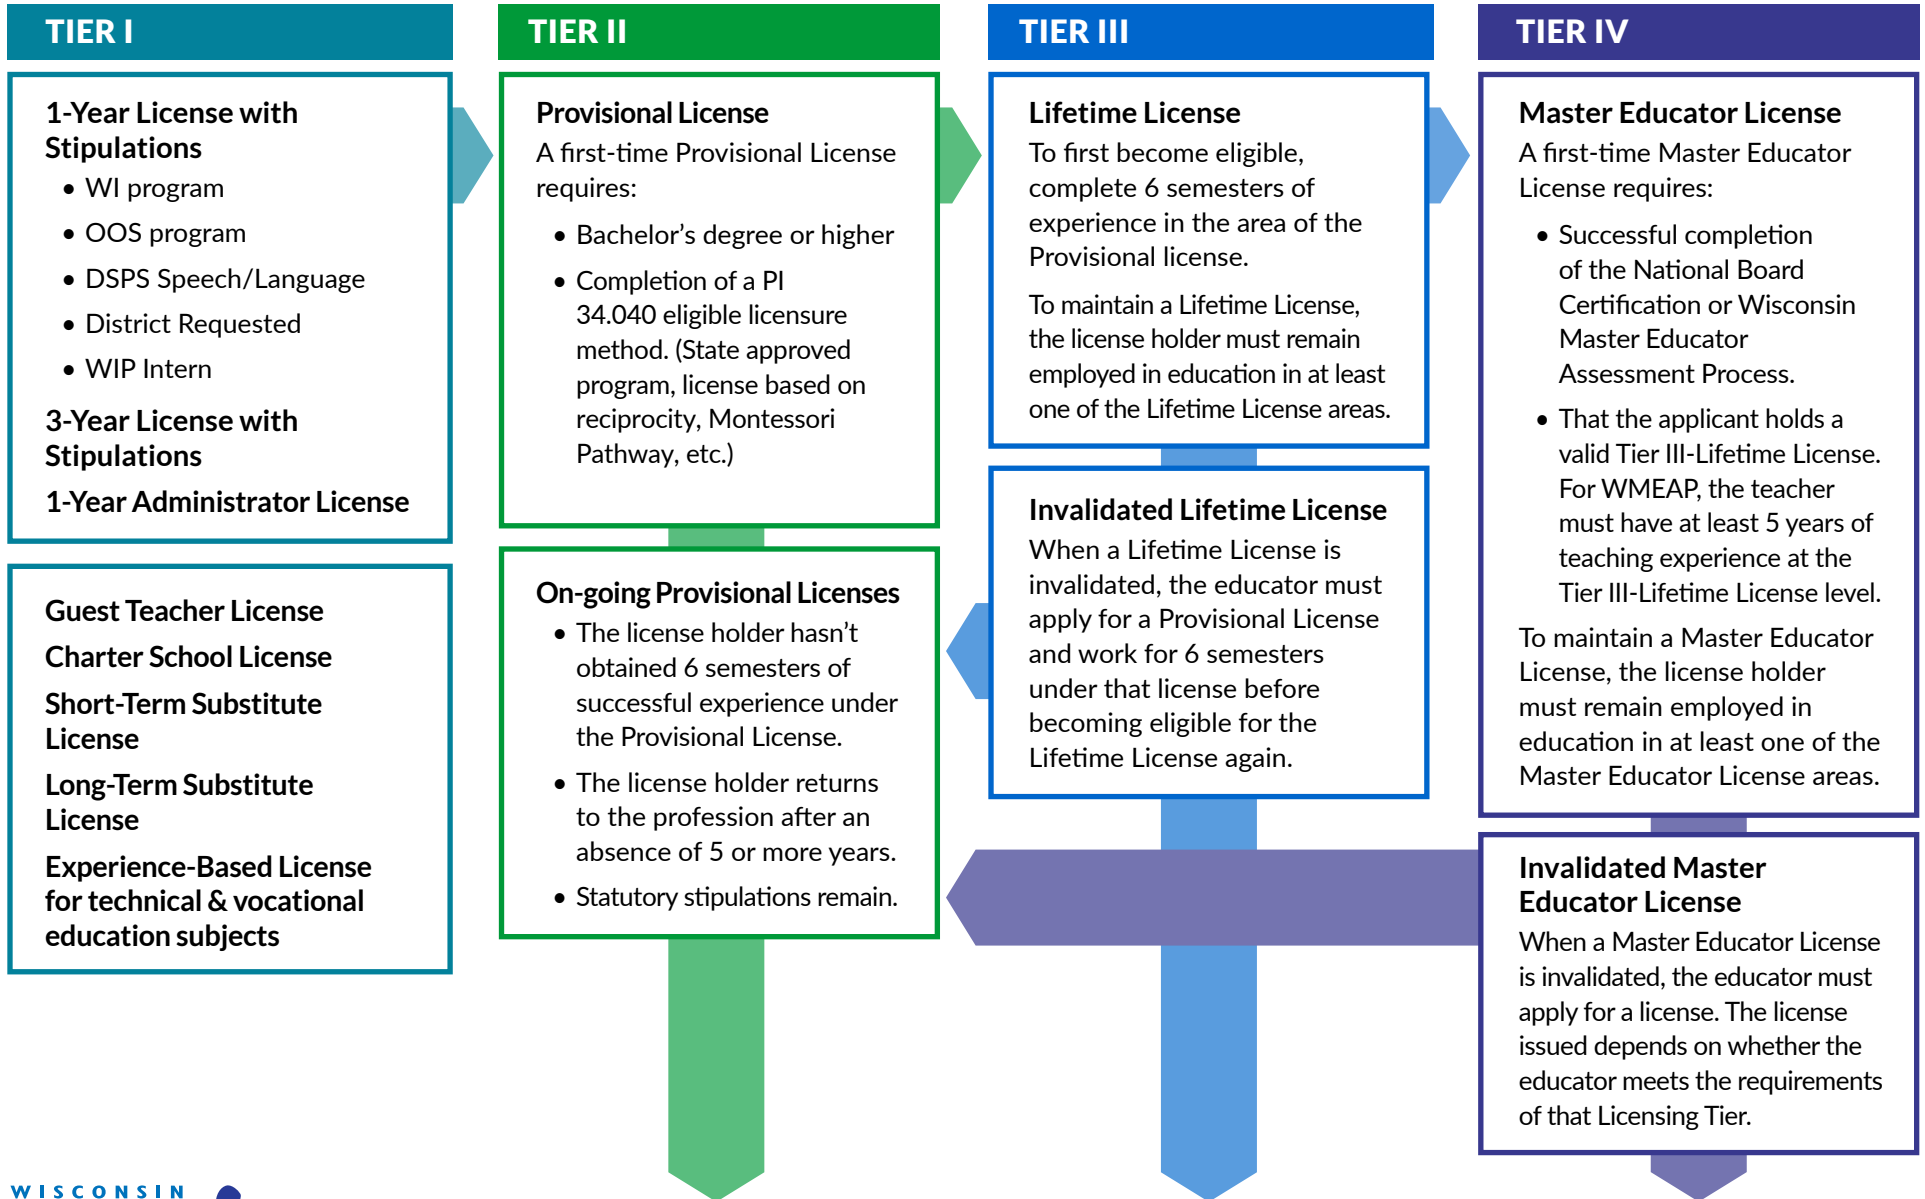 TIER I
1-Year License with
Stipulations
• WI program
• OOS program
• DSPS Speech/Language
• District Requested
• WIP Intern
3-Year License with
Stipulations
1-Year Administrator License
Guest Teacher License
Charter School License
Short-Term Substitute
License
Long-Term Substitute
License
Experience-Based License
for technical & vocational
education subjects
TIER II
Provisional License
A first-time Provisional License
requires:
• Bachelor’s degree or higher
• Completion of a PI
34.040 eligible licensure
method. (State approved
program, license based on
reciprocity, Montessori
Pathway, etc.)
On-going Provisional Licenses
• The license holder hasn’t
obtained 6 semesters of
successful experience under
the Provisional License.
• The license holder returns
to the profession after an
absence of 5 or more years.
• Statutory stipulations remain.
TIER III
Lifetime License
To first become eligible,
complete 6 semesters of
experience in the area of the
Provisional license.
To maintain a Lifetime License,
the license holder must remain
employed in education in at least
one of the Lifetime License areas.
Invalidated Lifetime License
When a Lifetime License is
invalidated, the educator must
apply for a Provisional License
and work for 6 semesters
under that license before
becoming eligible for the
Lifetime License again.
TIER IV
Master Educator License
A first-time Master Educator
License requires:
• Successful completion
of the National Board
Certification or Wisconsin
Master Educator
Assessment Process.
• That the applicant holds a
valid Tier III-Lifetime License.
For WMEAP, the teacher
must have at least 5 years of
teaching experience at the
Tier III-Lifetime License level.
To maintain a Master Educator
License, the license holder
must remain employed in
education in at least one of the
Master Educator License areas.
Invalidated Master
Educator License
When a Master Educator License
is invalidated, the educator must
apply for a license. The license
issued depends on whether the
educator meets the requirements
of that Licensing Tier.
WISCONSIN